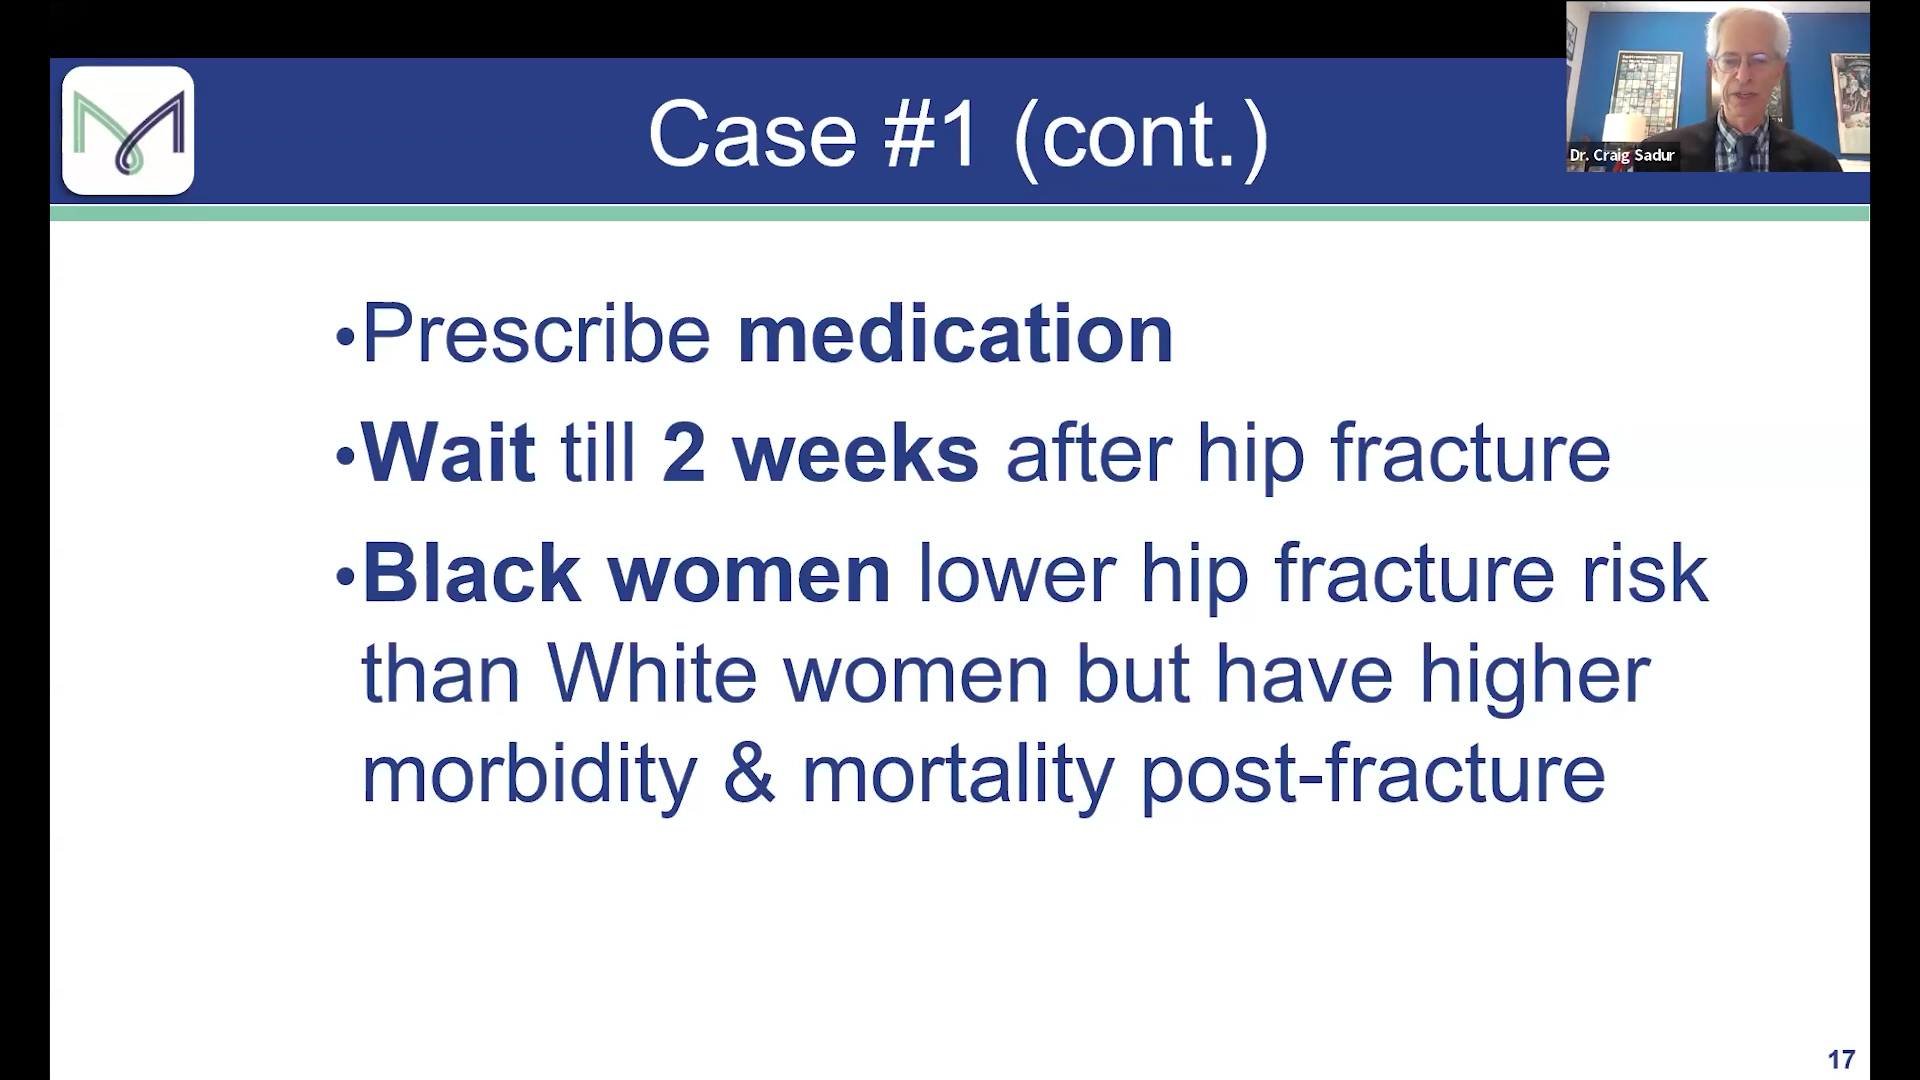 Case #1 (cont.)
Dr. Craig Sadur
•Prescribe medication
•Wait till 2 weeks after hip fracture
•Black women lower hip fracture risk
than White women but have higher
morbidity & mortality post-fracture
17